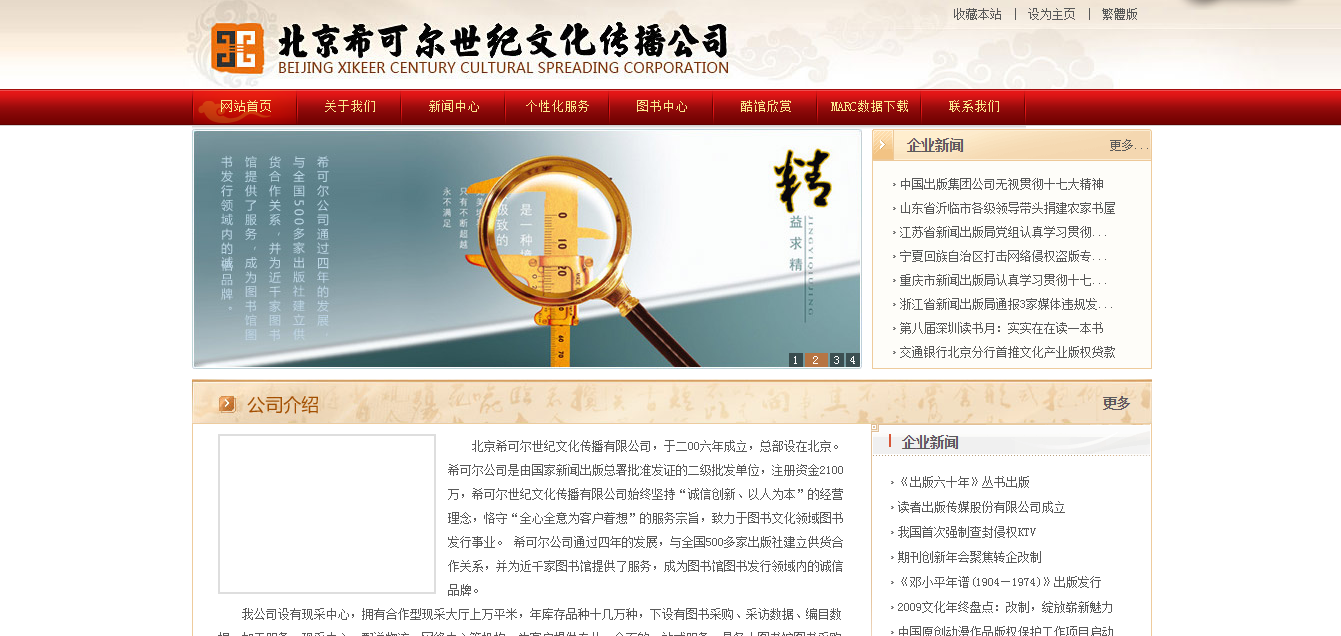 收藏本站 | 设为主页 | 繁體版
北京希可尔世纪文化传播公司
BEIJING XIKEER CENTURY CULTURAL SPREADING CORPORATION
网站首页 关于我们 新闻中心 个性化服务 图书中心 酷馆欣赏 MARC数据下载 联系我们
希可尔公司通过四年的发展，
与全国500多家出版社建立供
货合作关系，并为近千家图书
馆提供了服务，成为图书馆图
书发行领域内的诚信品牌。
是一种
极致的
只有不断超越
永不满足
精
益求精
JINGYIQIUJING
1 2 3 4
企业新闻 更多...
中国出版集团公司无视贯彻十七大精神
山东省沂临市各级领导带头捐建农家书屋
江苏省新闻出版局党组认真学习贯彻...
宁夏回族自治区打击网络侵权盗版专...
重庆市新闻出版局认真学习贯彻十七...
浙江省新闻出版局通报3家媒体违规发...
第八届深圳读书月：实实在在读一本书
交通银行北京分行首推文化产业版权贷款
公司介绍 更多
北京希可尔世纪文化传播有限公司，于二00六年成立，总部设在北京。
希可尔公司是由国家新闻出版总署批准发证的二级批发单位，注册资金2100
万，希可尔世纪文化传播有限公司始终坚持“诚信创新、以人为本”的经营
理念，恪守“全心全意为客户着想”的服务宗旨，致力于图书文化领域图书
发行事业。 希可尔公司通过四年的发展，与全国500多家出版社建立供货合
作关系，并为近千家图书馆提供了服务，成为图书馆图书发行领域内的诚信
品牌。
我公司设有现采中心，拥有合作型现采大厅上万平米，年库存品种十几万种，下设有图书采购、采访数据、编目数
企业新闻
《出版六十年》丛书出版
读者出版传媒股份有限公司成立
我国首次强制查封侵权KTV
期刊创新年会聚焦转企改制
《邓小平年谱(1904—1974)》出版发行
2009文化年终盘点：改制，绽放崭新魅力
中国原创动漫作品版权保护工作项目启动